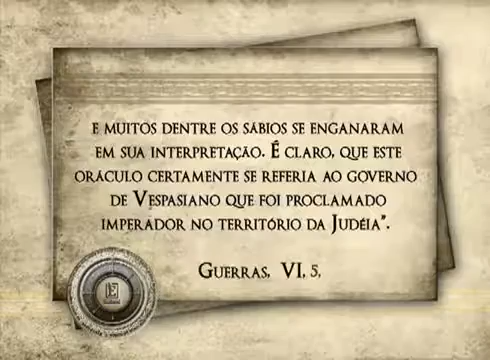 E MUITOS DENTRE OS SÁBIOS SE ENGANARAM
EM SUA INTERPRETAÇÃO. É CLARO, QUE ESTE
ORÁCULO CERTAMENTE SE REFERIA AO GOVERNO
DE VESPASIANO QUE FOI PROCLAMADO
IMPERADOR NO TERRITÓRIO DA JUDÉIA".
GUERRAS, VI, 5,